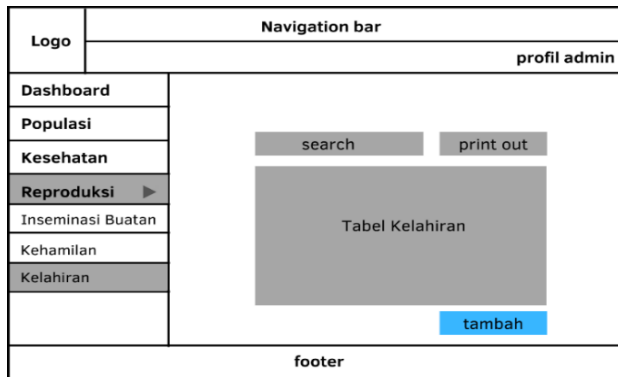 Logo
Navigation bar
profil admin
Dashboard
Populasi
Kesehatan
Reproduksi
Inseminasi Buatan
Kehamilan
Kelahiran
search
print out
Tabel Kelahiran
tambah
footer